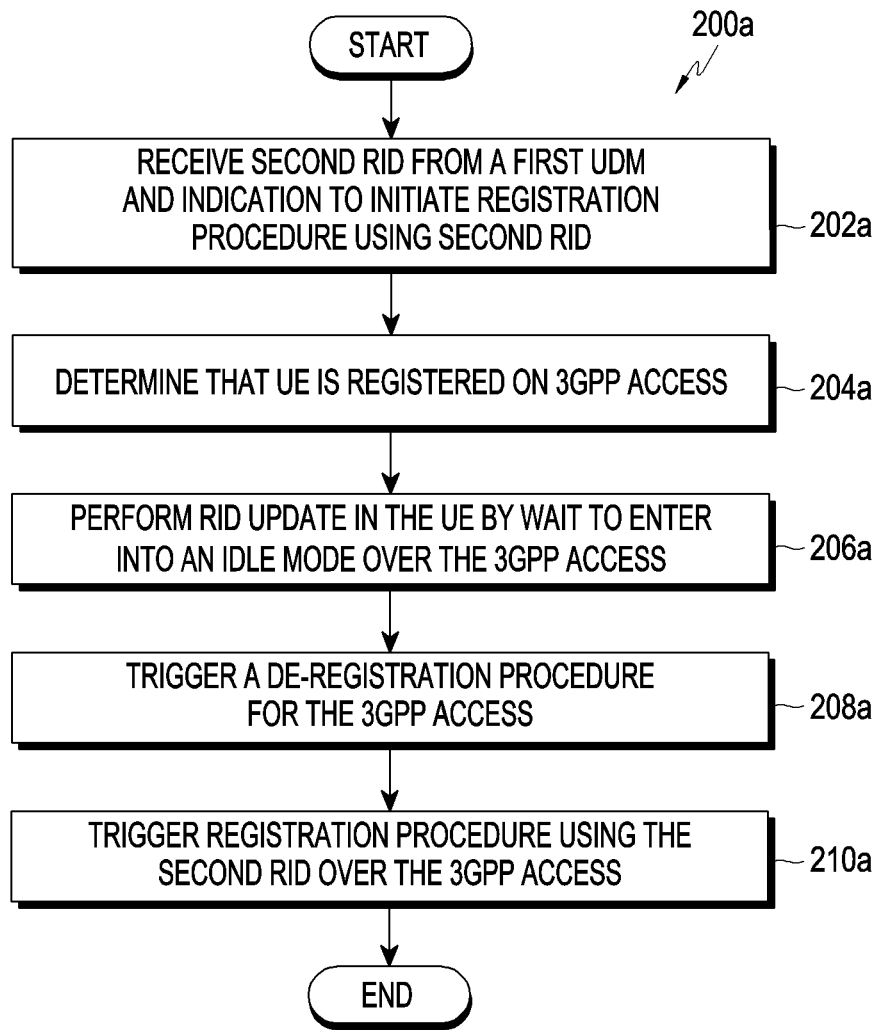 START
200a
RECEIVE SECOND RID FROM A FIRST UDM
AND INDICATION TO INITIATE REGISTRATION
PROCEDURE USING SECOND RID
202a
DETERMINE THAT UE IS REGISTERED ON 3GPP ACCESS
204a
PERFORM RID UPDATE IN THE UE BY WAIT TO ENTER
INTO AN IDLE MODE OVER THE 3GPP ACCESS
206a
TRIGGER A DE-REGISTRATION PROCEDURE
FOR THE 3GPP ACCESS
208a
TRIGGER REGISTRATION PROCEDURE USING THE
SECOND RID OVER THE 3GPP ACCESS
210a
END